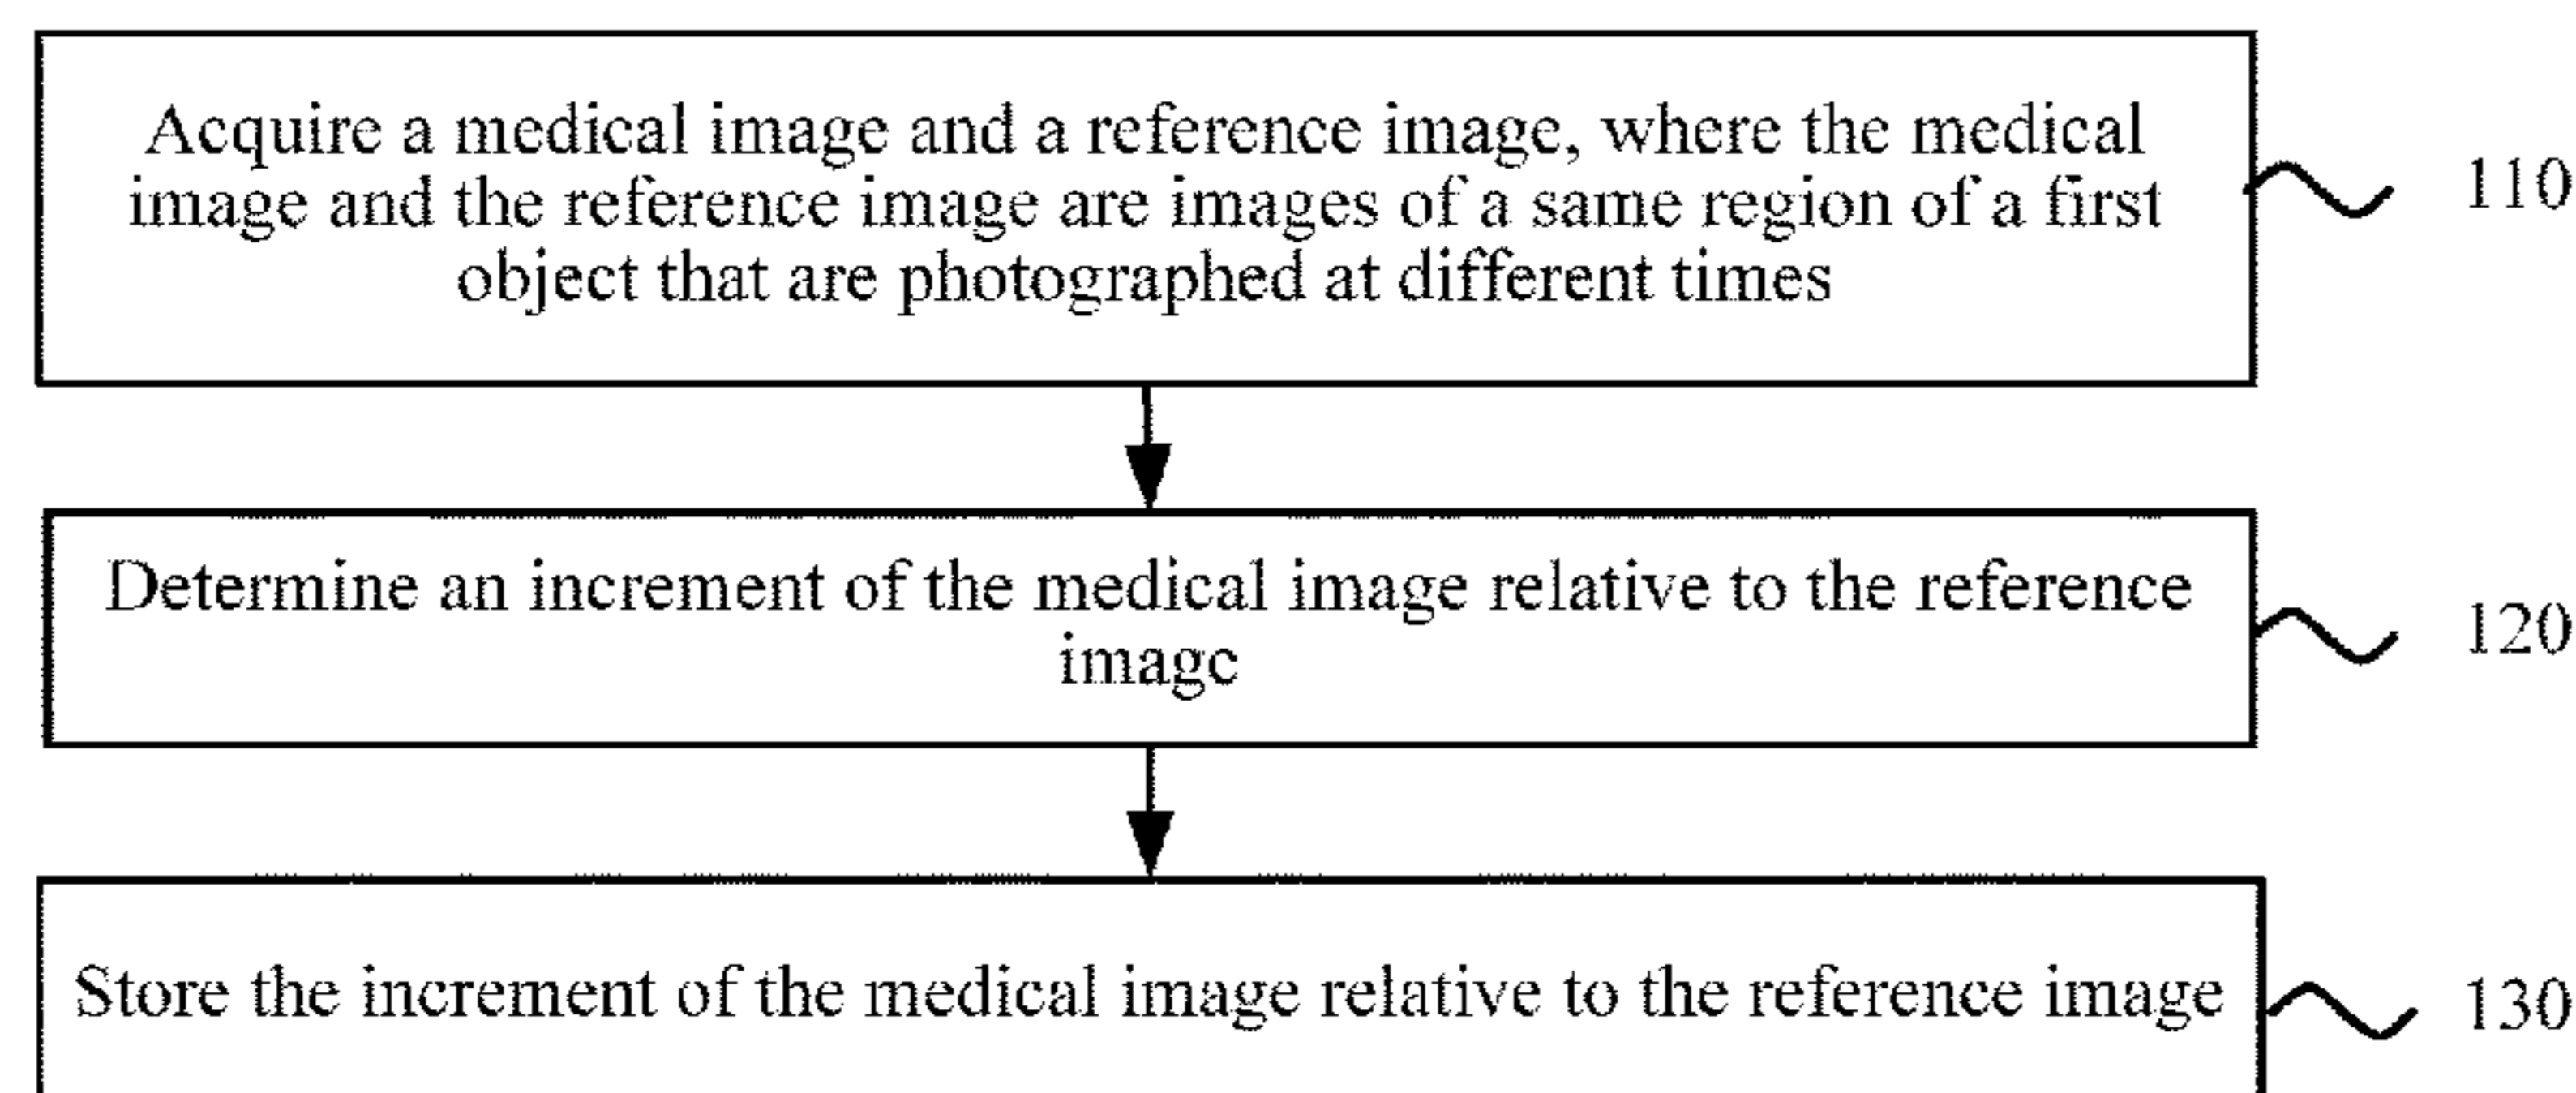 Acquire a medical image and a reference image, where the medical
image and the reference image are images of a same region of a first
object that are photographed at different times
110
Determine an increment of the medical image relative to the reference
image
120
Store the increment of the medical image relative to the reference image
130